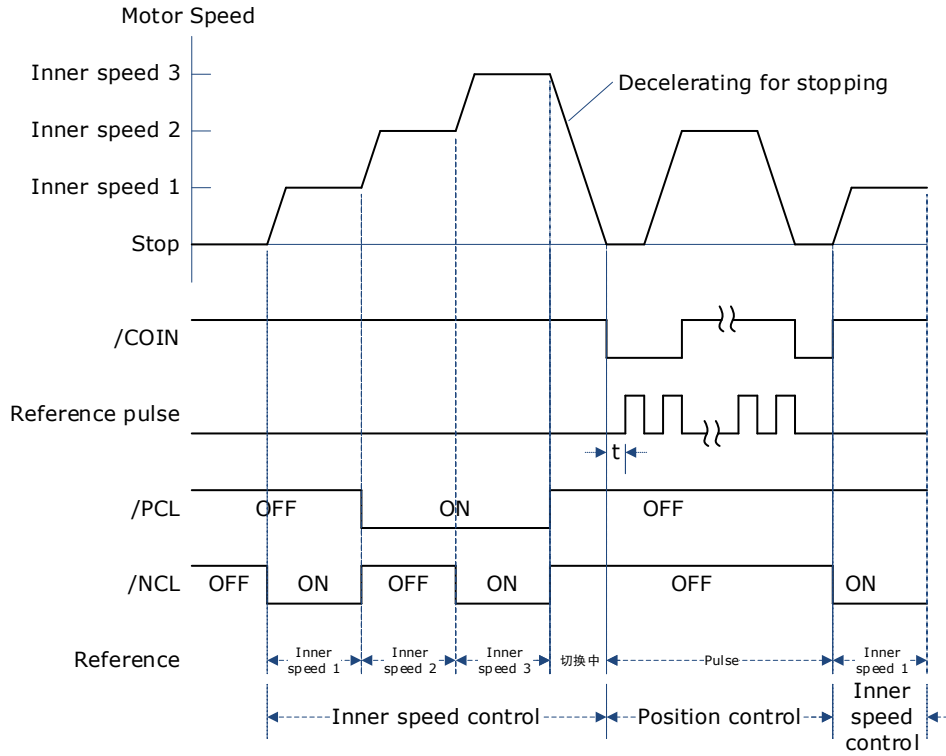 Motor Speed
Inner speed 3
Decelerating for stopping
Inner speed 2
Inner speed 1
Stop
/COIN
Reference pulse
t
/PCL
OFF
ON
OFF
/NCL
OFF
ON
OFF
ON
OFF
ON
Reference
Inner
speed 1
Inner
speed 2
Inner
speed 3
切换中
Pulse
Inner
speed 1
Inner speed control
Position control
Inner
speed
control